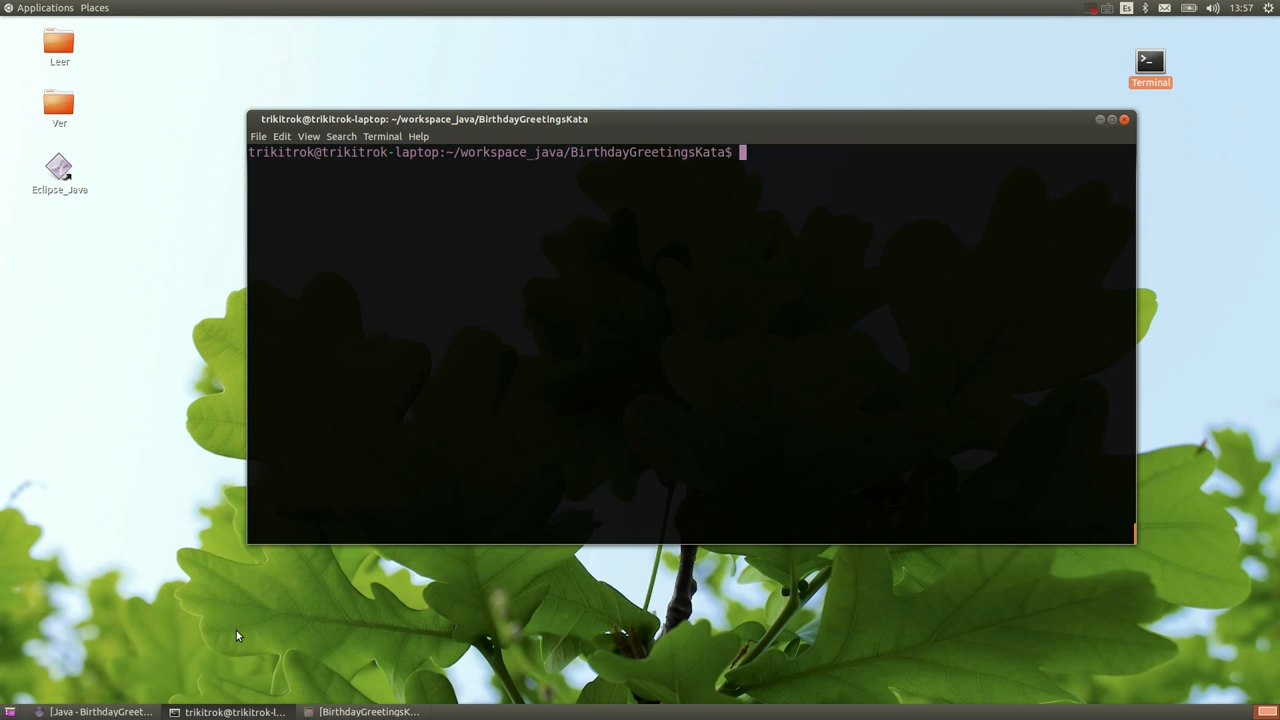 Applications Places
Es
13:57
Leer
Ver
Eclipse_Java
Terminal
trikitrok@trikitrok-laptop: ~/workspace_java/BirthdayGreetingsKata
File Edit View Search Terminal Help
trikitrok@trikitrok-laptop:~/workspace_java/BirthdayGreetingsKata$
[Java - BirthdayGreet... trikitrok@trikitrok-l... [BirthdayGreetingsK...